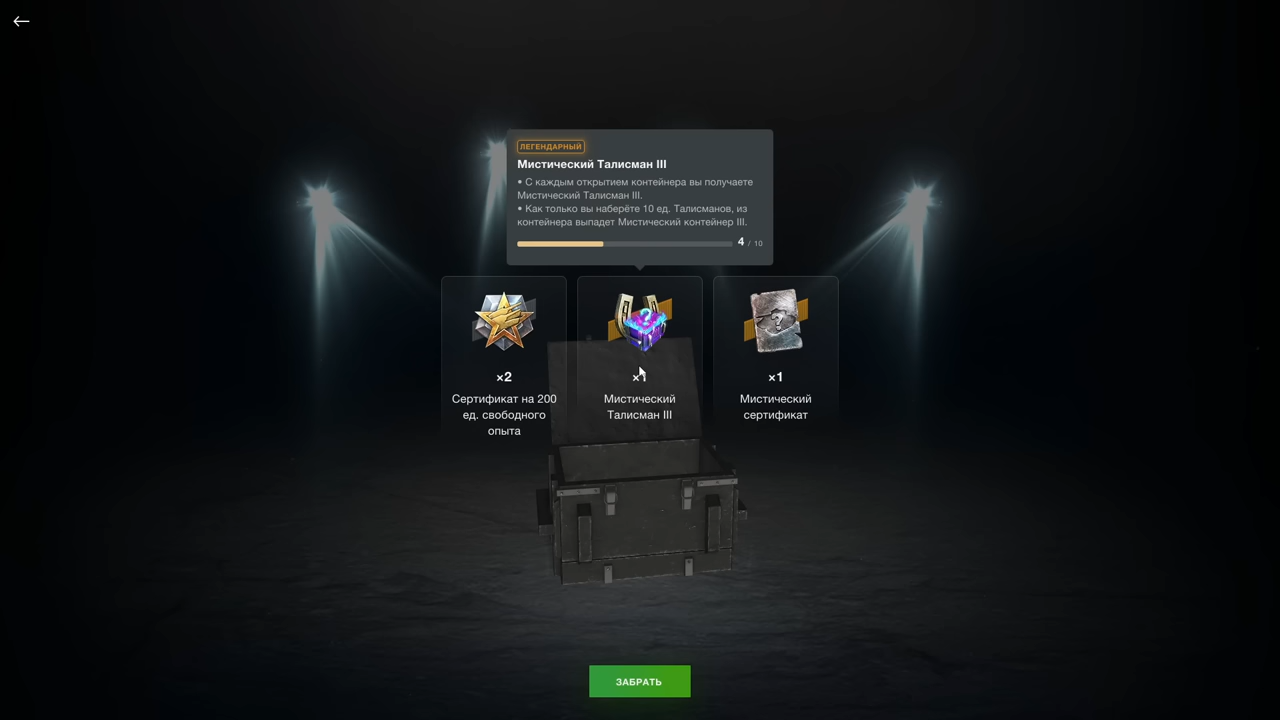 ЛЕГЕНДАРНЫЙ
Мистический Талисман III
• С каждым открытием контейнера вы получаете
Мистический Талисман III.
• Как только вы наберёте 10 ед. Талисманов, из
контейнера выпадет Мистический контейнер III.
4 / 10
×2
Сертификат на 200
ед. свободного
опыта
×1
Мистический
Талисман III
×1
Мистический
сертификат
ЗАБРАТЬ